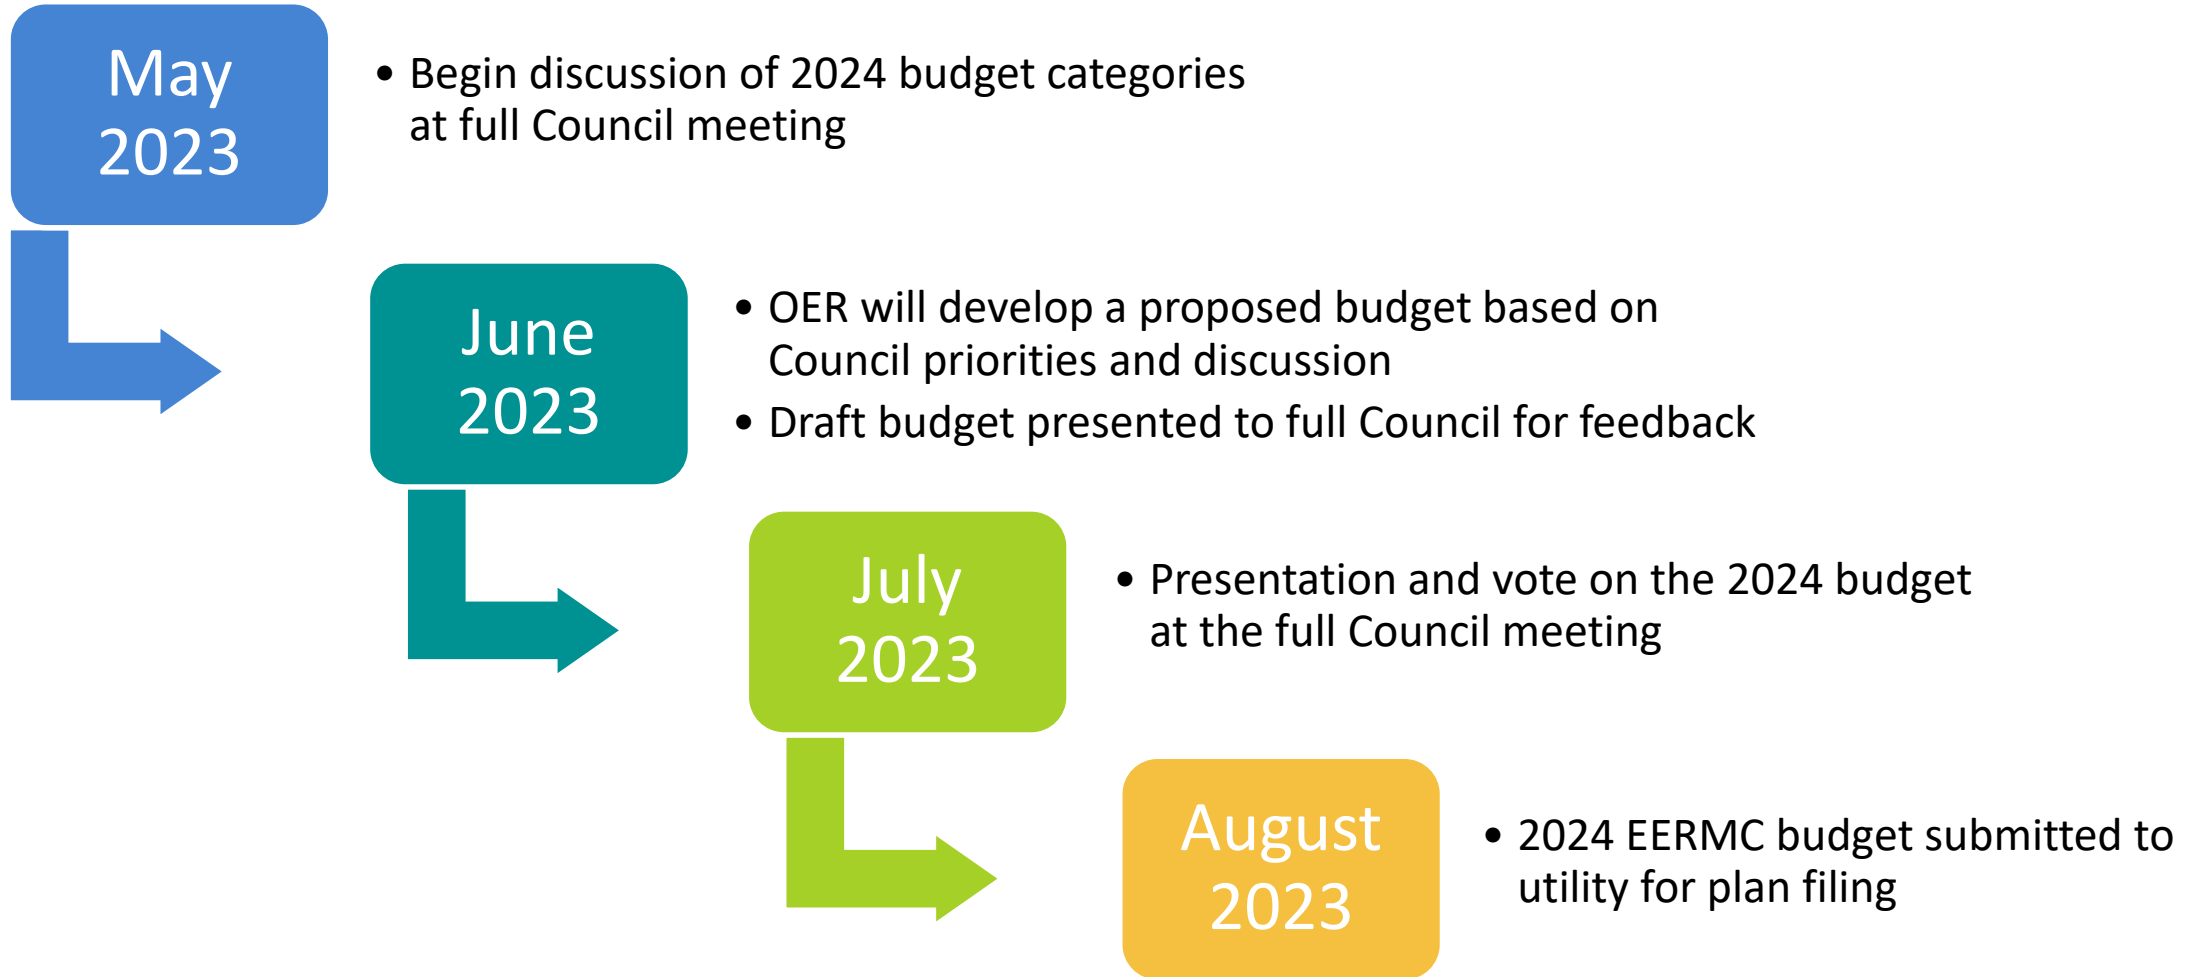 May
2023
• Begin discussion of 2024 budget categories
at full Council meeting
June
2023
• OER will develop a proposed budget based on
Council priorities and discussion
• Draft budget presented to full Council for feedback
July
2023
• Presentation and vote on the 2024 budget
at the full Council meeting
August
2023
• 2024 EERMC budget submitted to
utility for plan filing